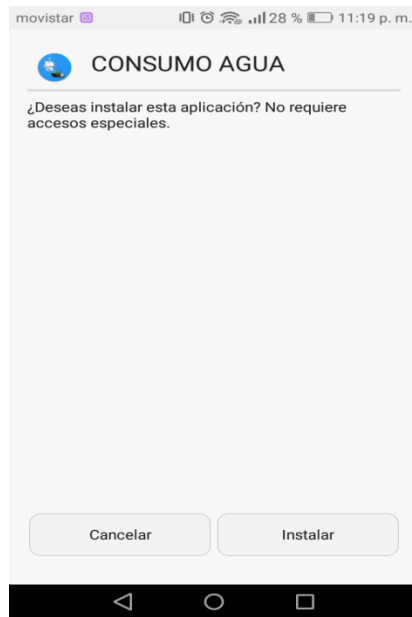 movistar 28 % 11:19 p. m.
CONSUMO AGUA
¿Deseas instalar esta aplicación? No requiere
accesos especiales.
Cancelar Instalar